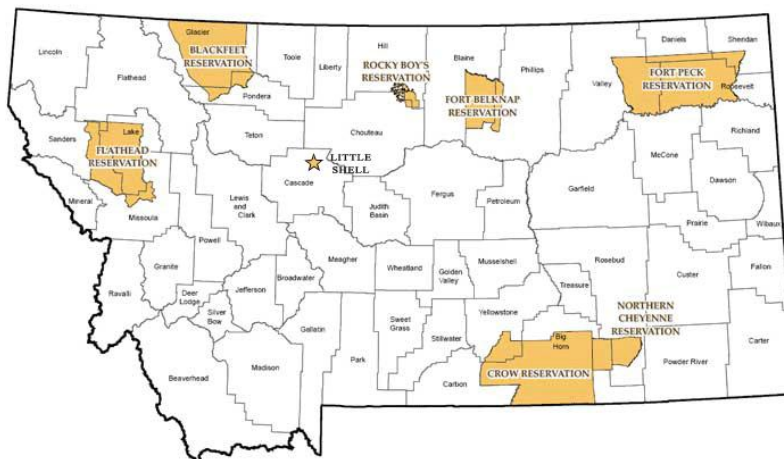 Lincoln
Glacier
BLACKFEET
RESERVATION
Flathead
Toole
Liberty
Hill
ROCKY BOY'S
RESERVATION
Blaine
FORT BELKNAP
RESERVATION
Phillips
Valley
Daniels
Sheridan
FORT PECK
RESERVATION
Roosevelt
Pondera
Teton
Chouteau
Sanders
Lake
FLATHEAD
RESERVATION
LITTLE
SHELL
Cascade
Richland
McCone
Dawson
Garfield
Mineral
Missoula
Lewis
and
Clark
Powell
Judith
Basin
Fergus
Petroleum
Prairie
Wibaux
Ravalli
Granite
Deer
Lodge
Silver
Bow
Jefferson
Broadwater
Meagher
Wheatland
Golden
Valley
Musselshell
Rosebud
Treasure
Custer
Fallon
NORTHERN
CHEYENNE
RESERVATION
Gallatin
Park
Sweet
Grass
Stillwater
Yellowstone
Big
Horn
CROW RESERVATION
Carbon
Powder River
Carter
Beaverhead
Madison